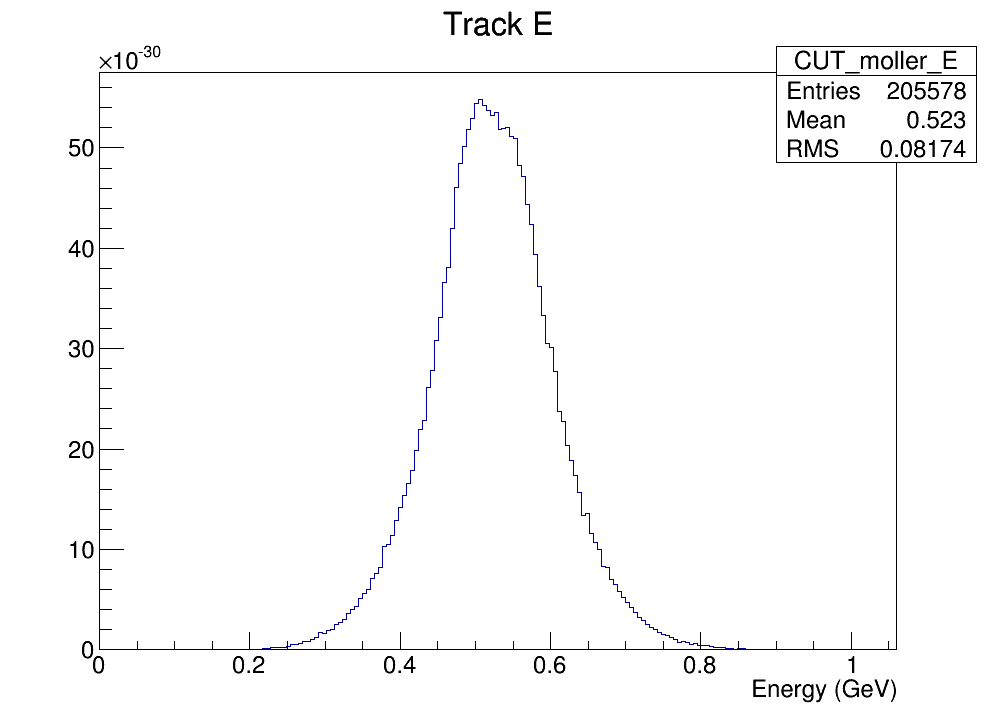 Track E
×10-30
CUT_moller_E
Entries 205578
Mean 0.523
RMS 0.08174
50
40
30
20
10
0
0 0.2 0.4 0.6 0.8 1
Energy (GeV)